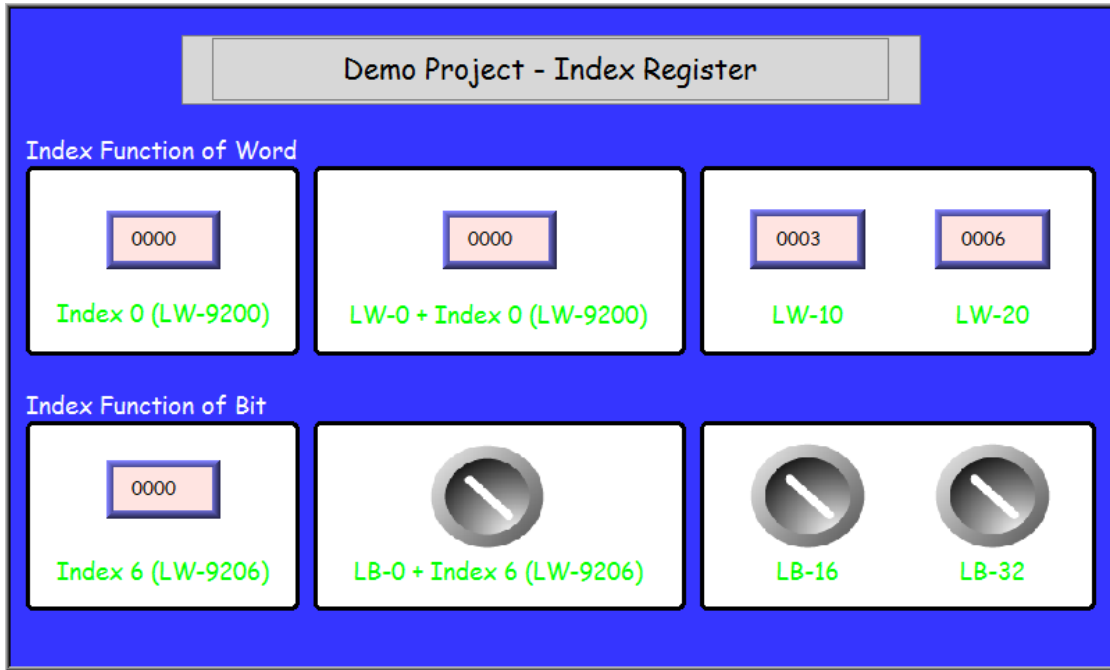 Demo Project - Index Register
Index Function of Word
0000
0000
0003
0006
Index 0 (LW-9200)
LW-0 + Index 0 (LW-9200)
LW-10
LW-20
Index Function of Bit
0000
Index 6 (LW-9206)
LB-0 + Index 6 (LW-9206)
LB-16
LB-32